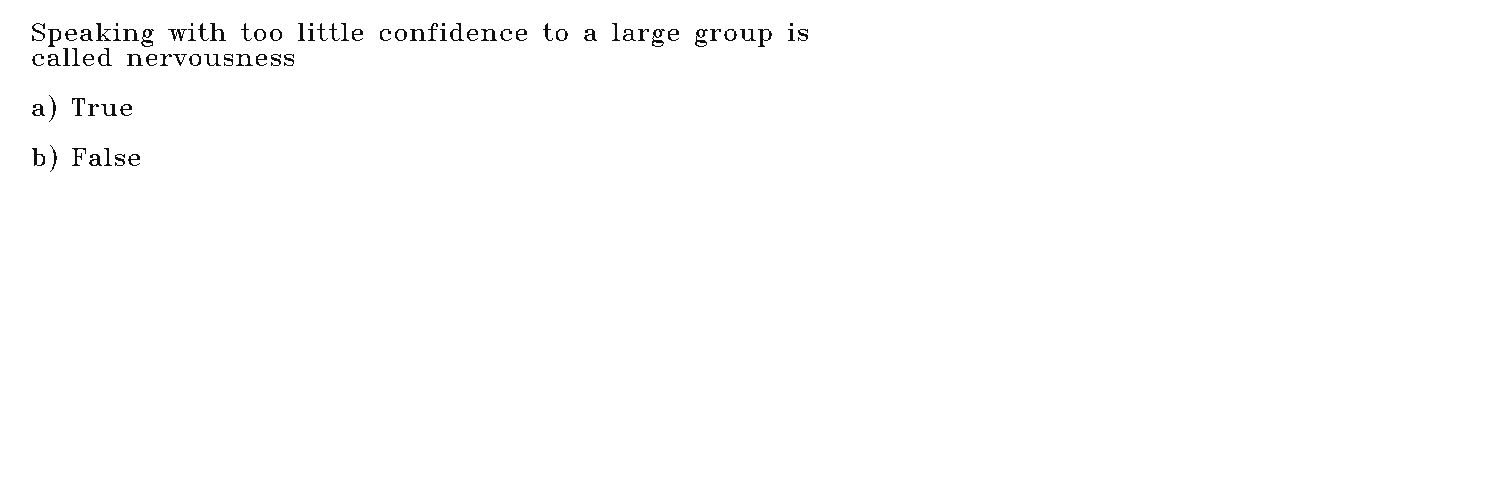 Speaking with too little confidence to a large group is
called nervousness
a) True
b) False